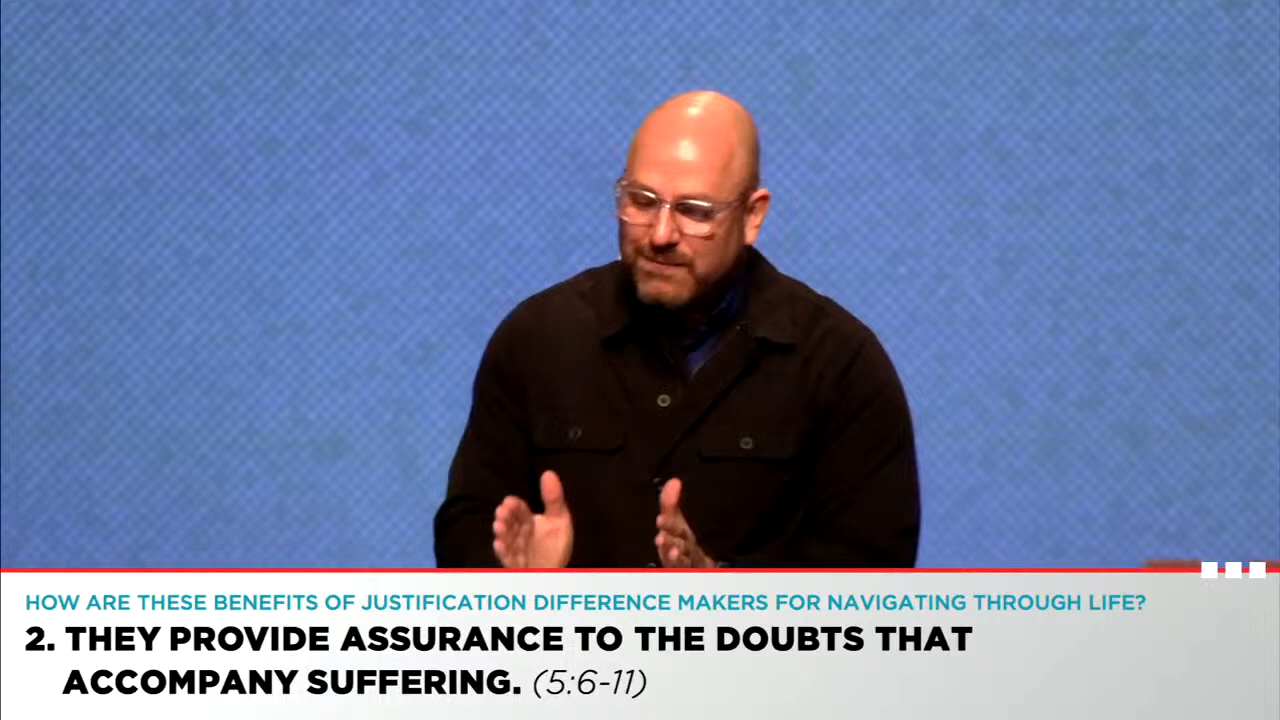 HOW ARE THESE BENEFITS OF JUSTIFICATION DIFFERENCE MAKERS FOR NAVIGATING THROUGH LIFE?
2. THEY PROVIDE ASSURANCE TO THE DOUBTS THAT
ACCOMPANY SUFFERING. (5:6-11)